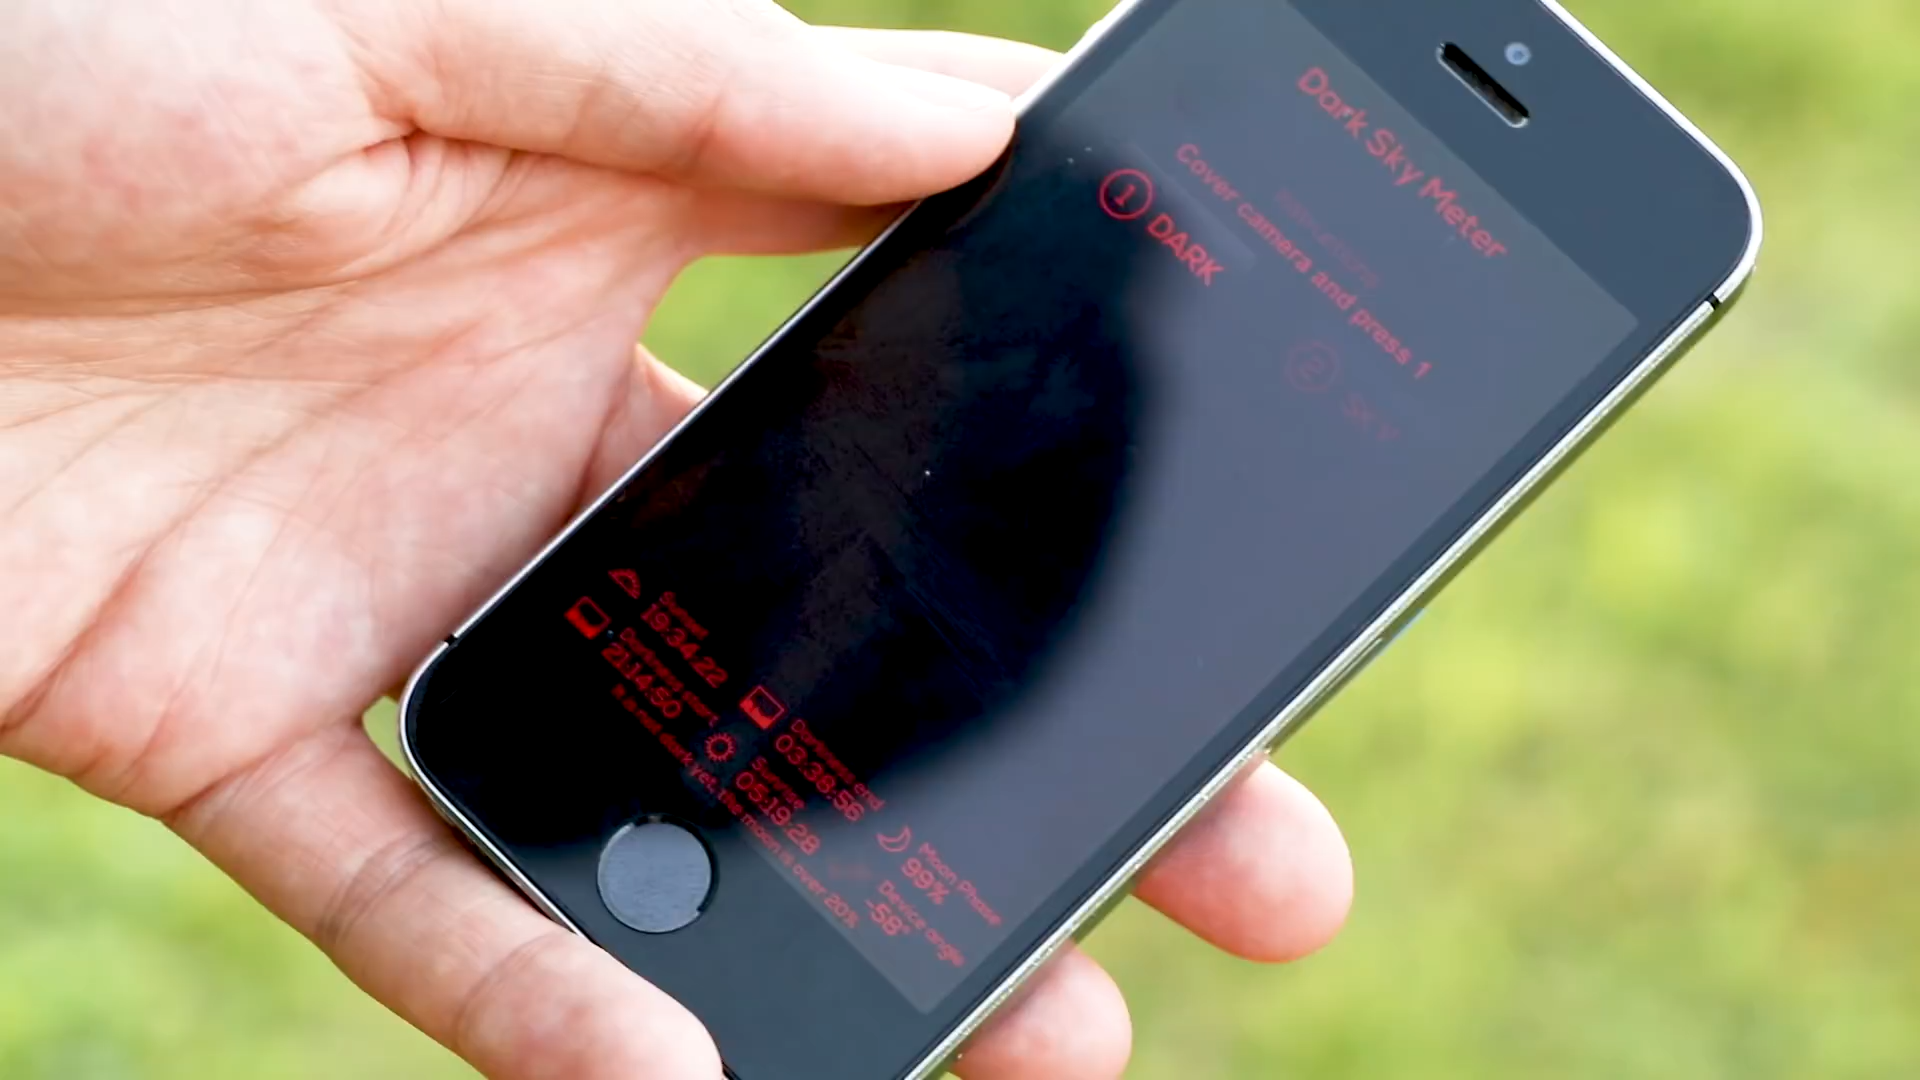 Dark Sky Meter
Cover camera and press 1
1 DARK
2 SKY
Sunset
19:34:22
Darkness start
21:14:50
Darkness end
03:38:56
Sunrise
05:19:28
Moon Phase
99%
Device angle
-58°
It is not dark yet, the moon is over 20%